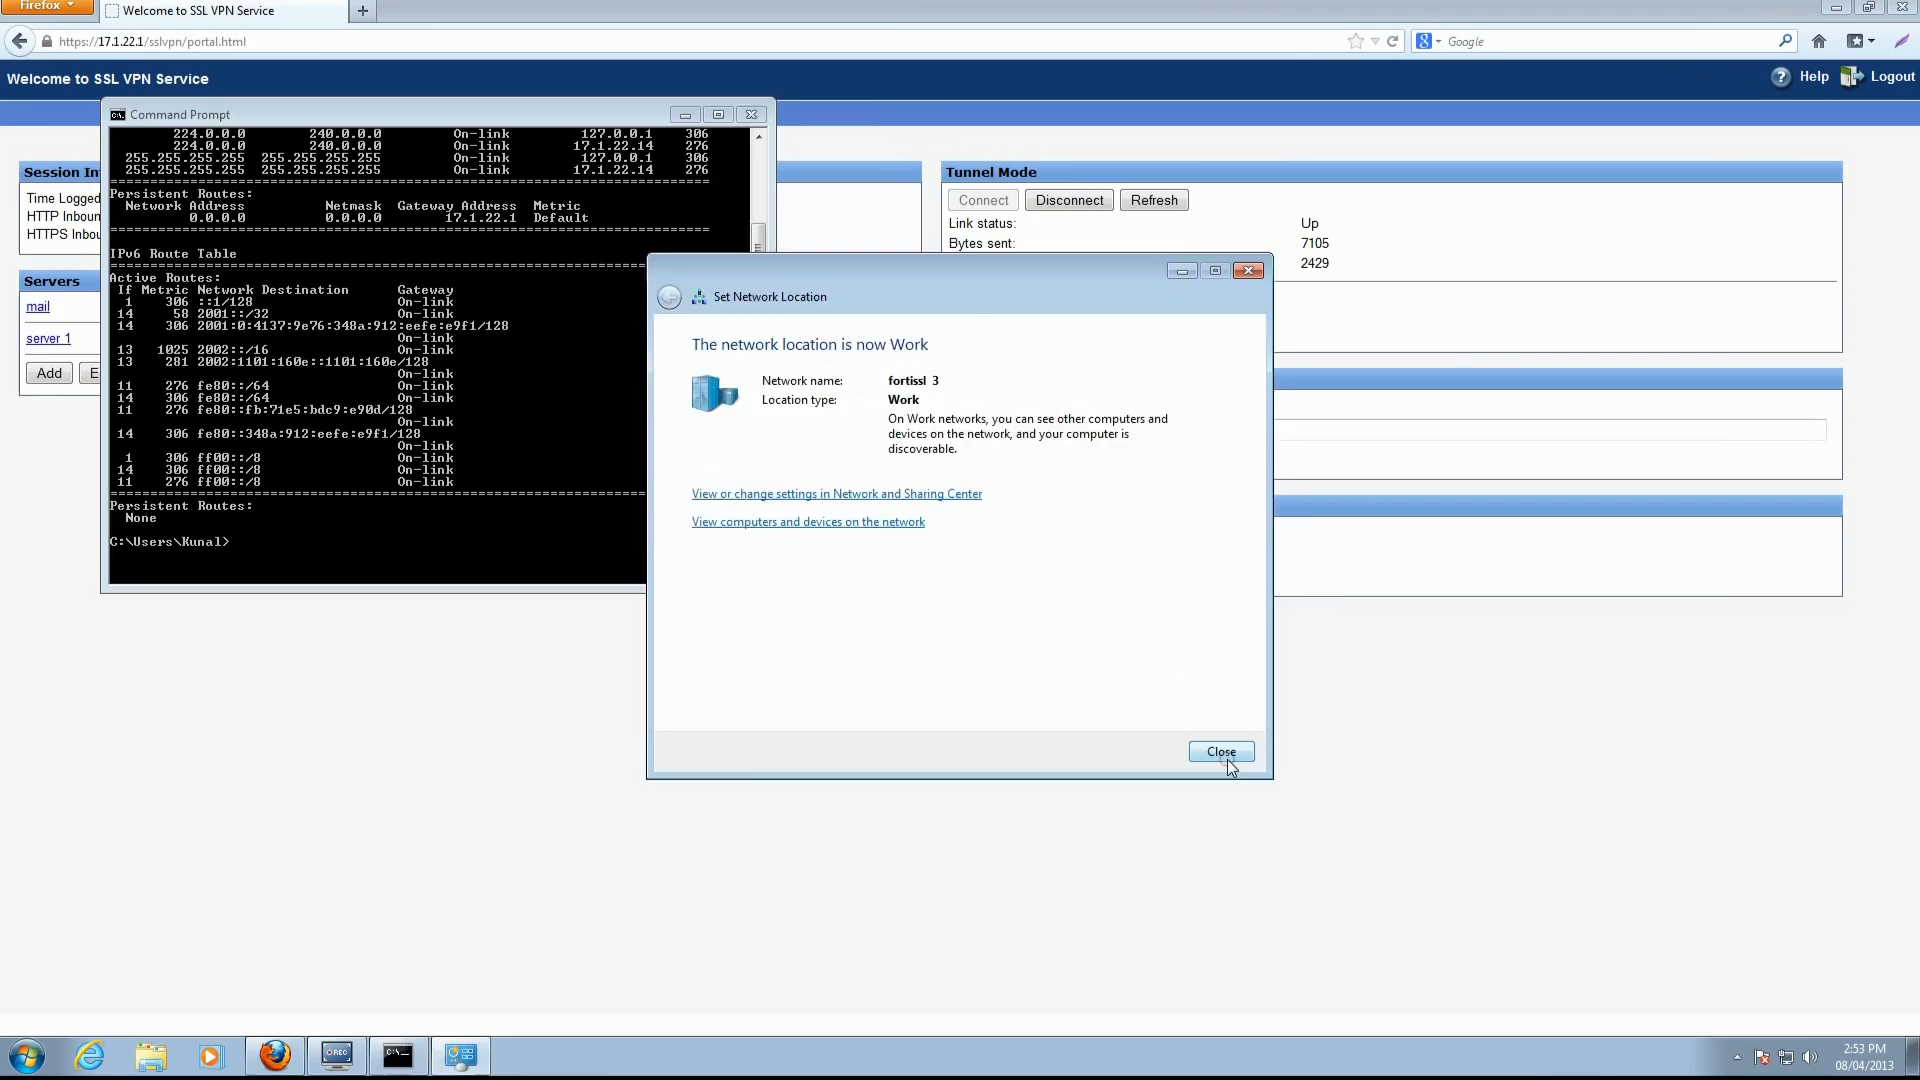 Firefox
Welcome to SSL VPN Service
https://17.1.22.1/sslvpn/portal.html
Google
Welcome to SSL VPN Service
Help
Logout
Command Prompt
224.0.0.0 240.0.0.0 On-link 127.0.0.1 306
224.0.0.0 240.0.0.0 On-link 17.1.22.14 276
255.255.255.255 255.255.255.255 On-link 127.0.0.1 306
255.255.255.255 255.255.255.255 On-link 17.1.22.14 276
Persistent Routes:
Network Address Netmask Gateway Address Metric
0.0.0.0 0.0.0.0 17.1.22.1 Default
IPv6 Route Table
Active Routes:
If Metric Network Destination Gateway
1 306 ::1/128 On-link
14 58 2001::/32 On-link
14 306 2001:0:4137:9e76:348a:912:eefe:e9f1/128
On-link
13 1025 2002::/16 On-link
13 281 2002:1101:160e::1101:160e/128
On-link
11 276 fe80::/64 On-link
14 306 fe80::/64 On-link
11 276 fe80::fb:71e5:bdc9:e90d/128
On-link
14 306 fe80::348a:912:eefe:e9f1/128
On-link
1 306 ff00::/8 On-link
14 306 ff00::/8 On-link
11 276 ff00::/8 On-link
Persistent Routes:
None
C:\Users\Kunal>
Session In
Time Logged
HTTP Inboun
HTTPS Inbou
Servers
mail
server 1
Add
E
Tunnel Mode
Connect
Disconnect
Refresh
Link status: Up
Bytes sent: 7105
2429
Set Network Location
The network location is now Work
Network name: fortissl 3
Location type: Work
On Work networks, you can see other computers and
devices on the network, and your computer is
discoverable.
View or change settings in Network and Sharing Center
View computers and devices on the network
Close
REC
C:\
2:53 PM
08/04/2013